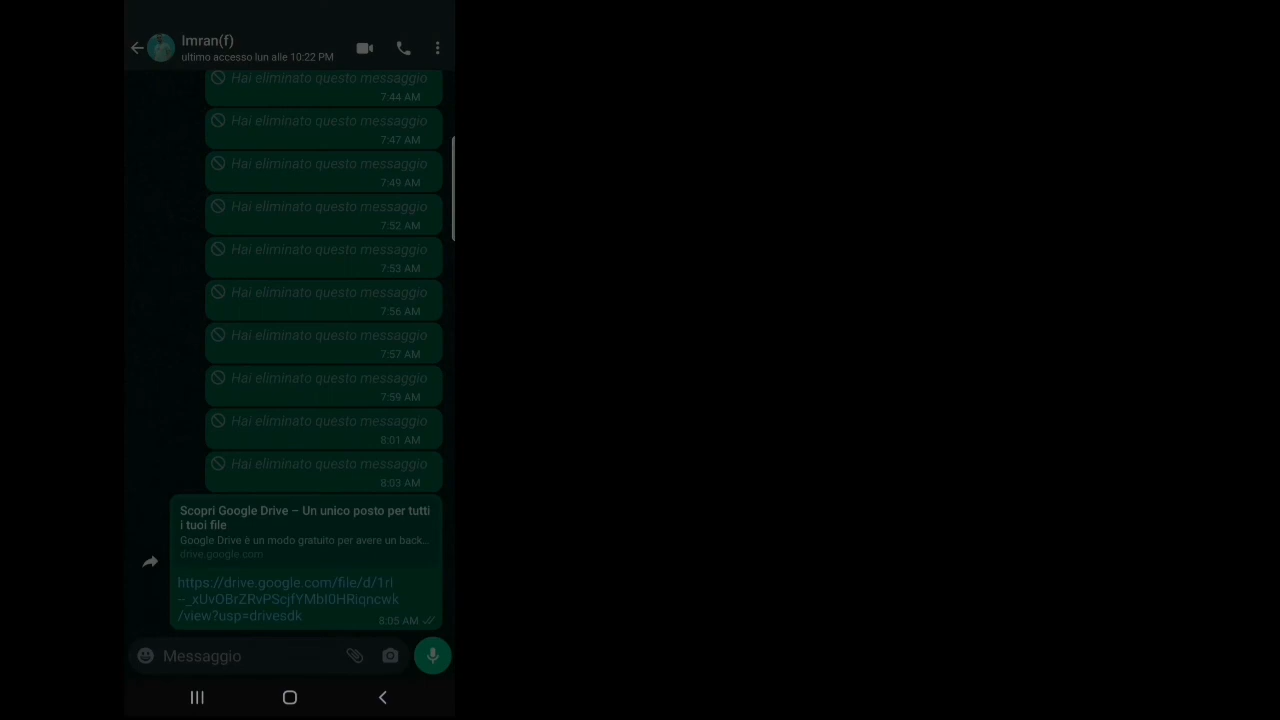 Imran(f)
ultimo accesso lun alle 10:22 PM
Hai eliminato questo messaggio
7:44 AM
Hai eliminato questo messaggio
7:47 AM
Hai eliminato questo messaggio
7:49 AM
Hai eliminato questo messaggio
7:52 AM
Hai eliminato questo messaggio
7:53 AM
Hai eliminato questo messaggio
7:56 AM
Hai eliminato questo messaggio
7:57 AM
Hai eliminato questo messaggio
7:59 AM
Hai eliminato questo messaggio
8:01 AM
Hai eliminato questo messaggio
8:03 AM
Scopri Google Drive – Un unico posto per tutti
i tuoi file
Google Drive è un modo gratuito per avere un back…
drive.google.com
https://drive.google.com/file/d/1rI
--_xUvOBrZRvPScjfYMbI0HRiqncwk
/view?usp=drivesdk
8:05 AM
Messaggio